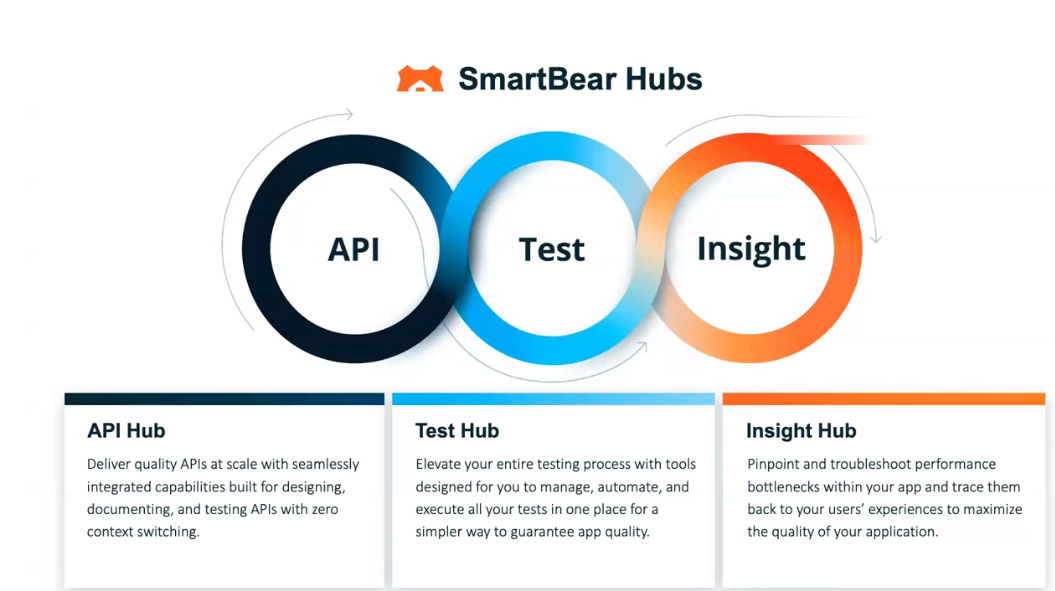 SmartBear Hubs
API
Test
Insight
API Hub
Deliver quality APIs at scale with seamlessly
integrated capabilities built for designing,
documenting, and testing APIs with zero
context switching.
Test Hub
Elevate your entire testing process with tools
designed for you to manage, automate, and
execute all your tests in one place for a
simpler way to guarantee app quality.
Insight Hub
Pinpoint and troubleshoot performance
bottlenecks within your app and trace them
back to your users’ experiences to maximize
the quality of your application.